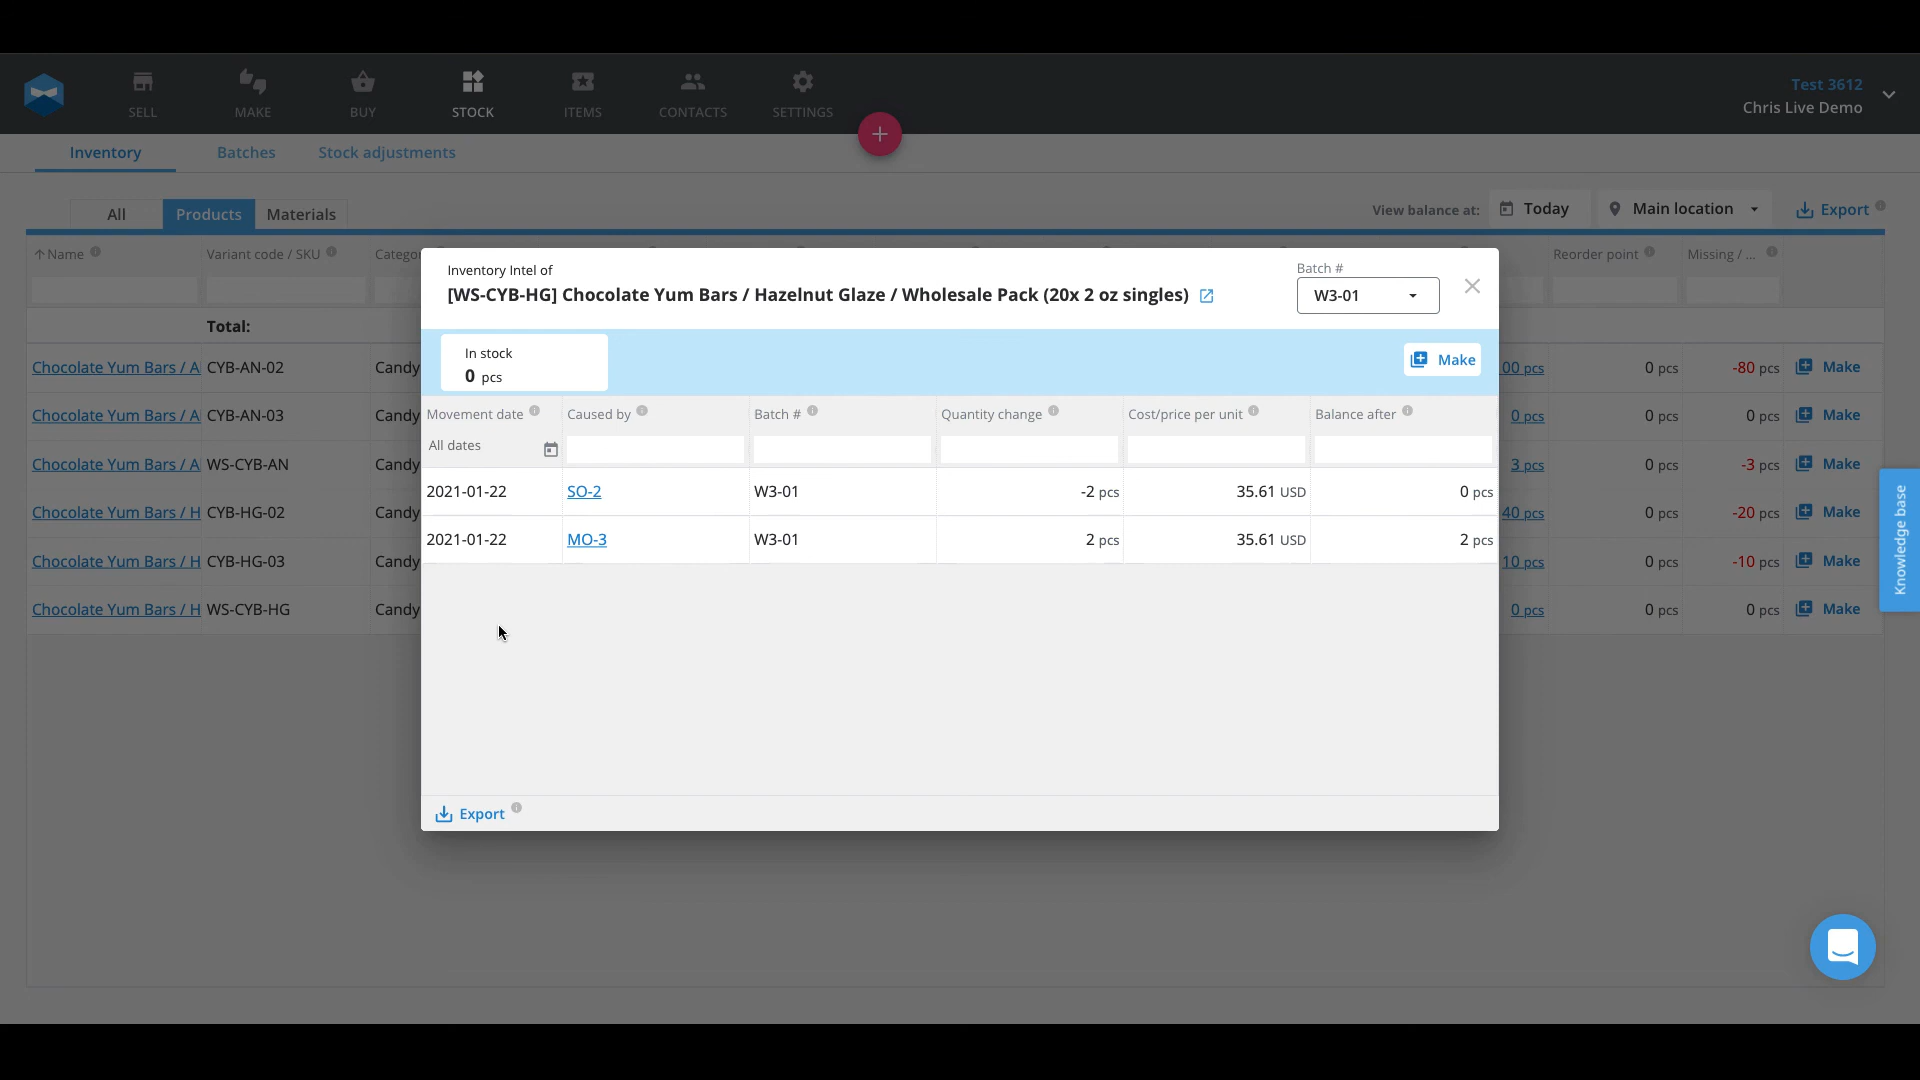 SELL MAKE BUY STOCK ITEMS CONTACTS SETTINGS
Test 3612
Chris Live Demo
Inventory Batches Stock adjustments
All Products Materials
View balance at: Today Main location Export
Name Variant code / SKU Catego Reorder point Missing / ...
Total:
Chocolate Yum Bars / A CYB-AN-02 Candy 00 pcs 0 pcs -80 pcs Make
Chocolate Yum Bars / A CYB-AN-03 Candy 0 pcs 0 pcs 0 pcs Make
Chocolate Yum Bars / A WS-CYB-AN Candy 3 pcs 0 pcs -3 pcs Make
Chocolate Yum Bars / H CYB-HG-02 Candy 40 pcs 0 pcs -20 pcs Make
Chocolate Yum Bars / H CYB-HG-03 Candy 10 pcs 0 pcs -10 pcs Make
Chocolate Yum Bars / H WS-CYB-HG Candy 0 pcs 0 pcs 0 pcs Make
Inventory Intel of
[WS-CYB-HG] Chocolate Yum Bars / Hazelnut Glaze / Wholesale Pack (20x 2 oz singles)
Batch #
W3-01
In stock
0 pcs
Make
Movement date Caused by Batch # Quantity change Cost/price per unit Balance after
All dates
2021-01-22 SO-2 W3-01 -2 pcs 35.61 USD 0 pcs
2021-01-22 MO-3 W3-01 2 pcs 35.61 USD 2 pcs
Export
Knowledge base